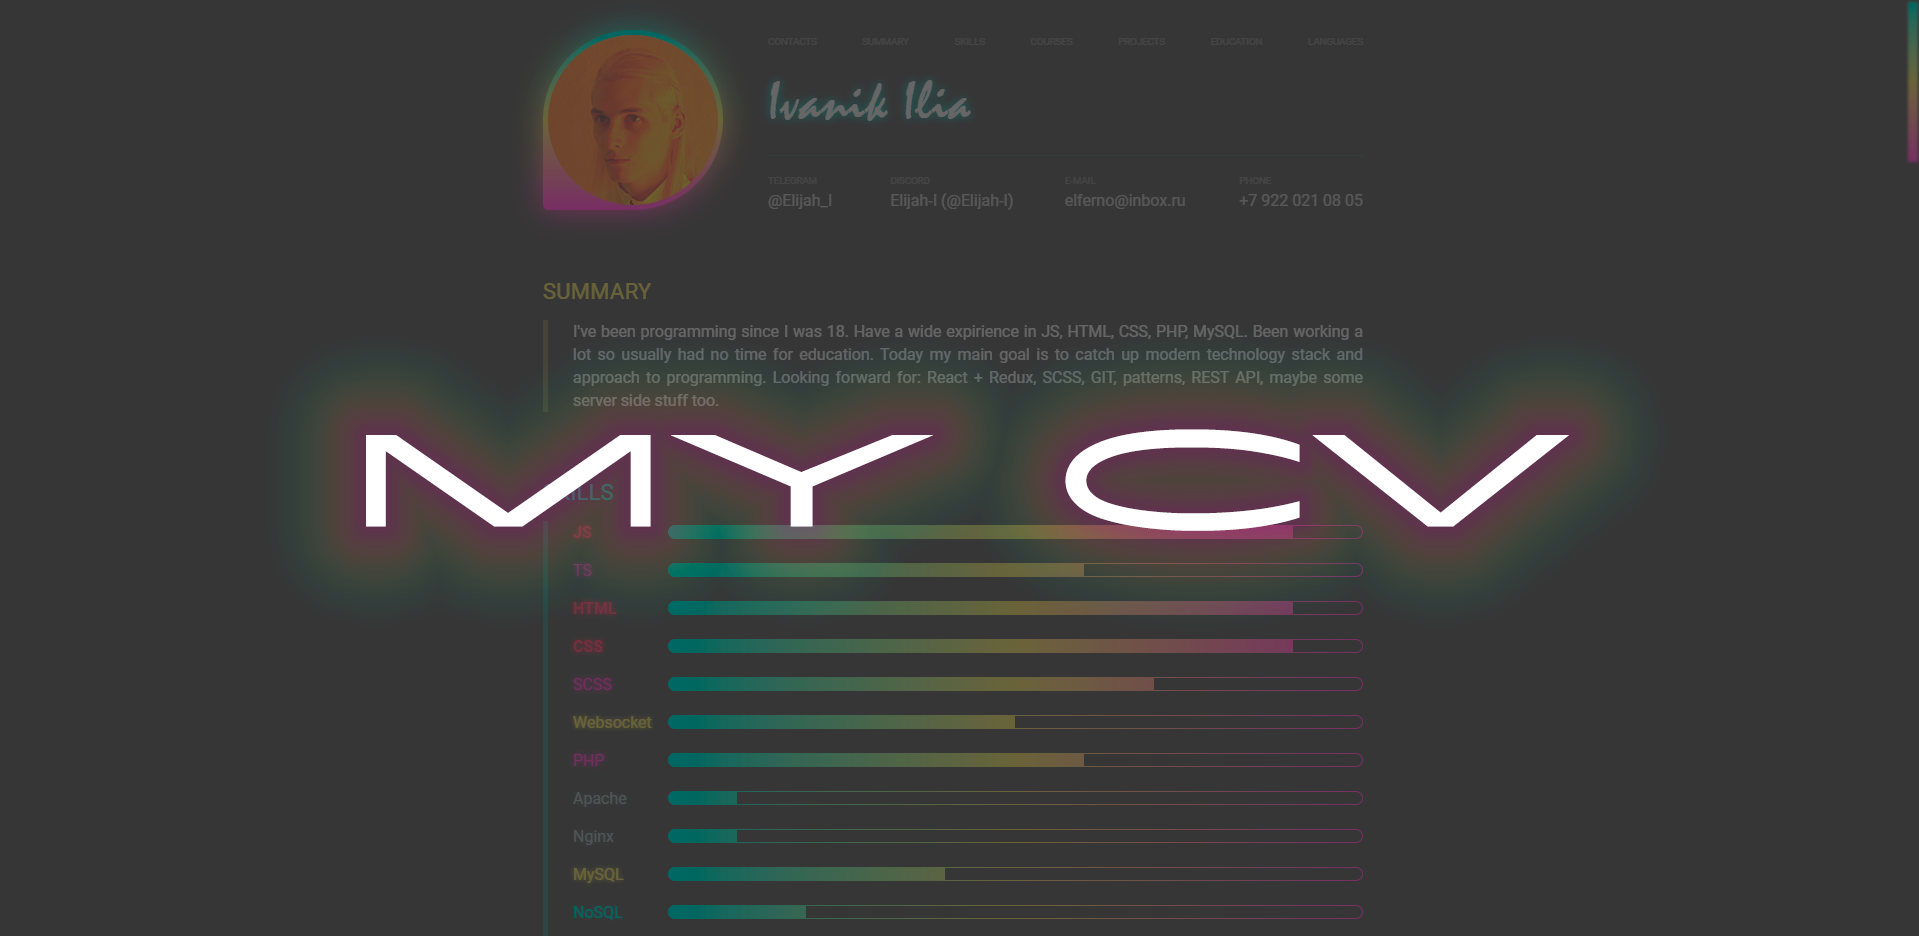 CONTACTS SUMMARY SKILLS COURSES PROJECTS EDUCATION LANGUAGES
Ivanik Ilia
TELEGRAM DISCORD E-MAIL PHONE
@Elijah_I Elijah-I (@Elijah-I) elferno@inbox.ru +7 922 021 08 05
SUMMARY
I've been programming since I was 18. Have a wide expirience in JS, HTML, CSS, PHP, MySQL. Been working a
lot so usually had no time for education. Today my main goal is to catch up modern technology stack and
approach to programming. Looking forward for: React + Redux, SCSS, GIT, patterns, REST API, maybe some
server side stuff too.
MY CV
SKILLS
JS
TS
HTML
CSS
SCSS
Websocket
PHP
Apache
Nginx
MySQL
NoSQL